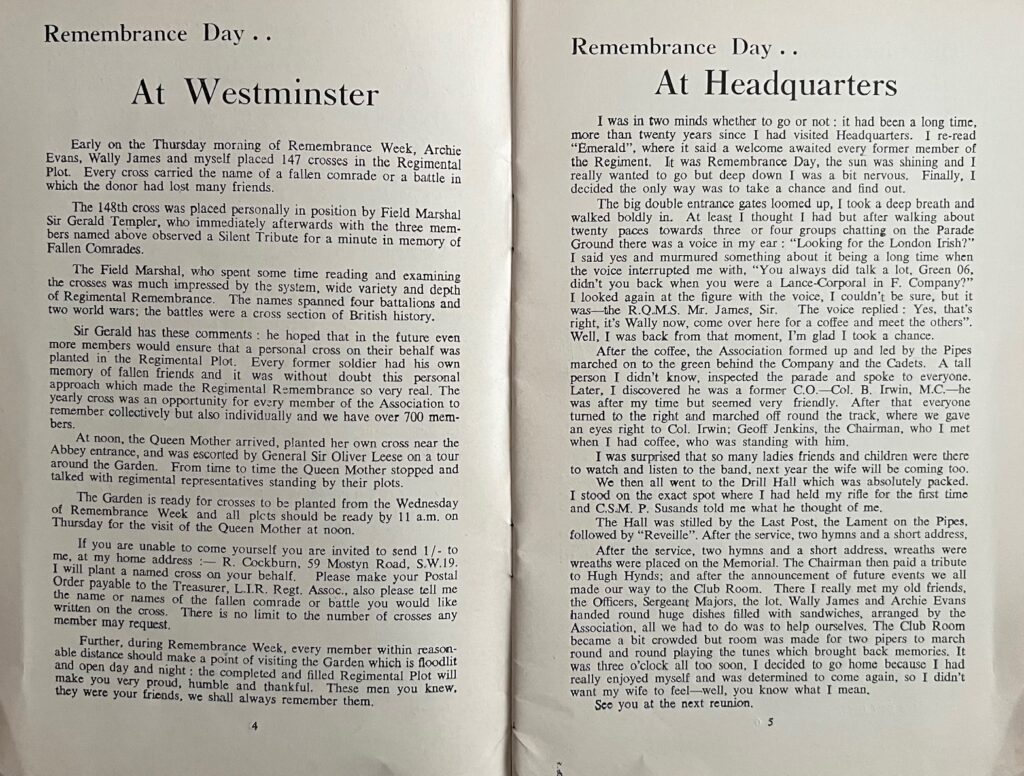 Remembrance Day . .
At Westminster
Early on the Thursday morning of Remembrance Week, Archie
Evans, Wally James and myself placed 147 crosses in the Regimental
Plot. Every cross carried the name of a fallen comrade or a battle in
which the donor had lost many friends.
The 148th cross was placed personally in position by Field Marshal
Sir Gerald Templer, who immediately afterwards with the three mem-
bers named above observed a Silent Tribute for a minute in memory of
Fallen Comrades.
The Field Marshal, who spent some time reading and examining
the crosses was much impressed by the system, wide variety and depth
of Regimental Remembrance. The names spanned four battalions and
two world wars; the battles were a cross section of British history.
Sir Gerald has these comments : he hoped that in the future even
more members would ensure that a personal cross on their behalf was
planted in the Regimental Plot. Every former soldier had his own
memory of fallen friends and it was without doubt this personal
approach which made the Regimental Remembrance so very real. The
yearly cross was an opportunity for every member of the Association to
remember collectively but also individually and we have over 700 mem-
bers.
At noon, the Queen Mother arrived, planted her own cross near the
Abbey entrance, and was escorted by General Sir Oliver Leese on a tour
around the Garden. From time to time the Queen Mother stopped and
talked with regimental representatives standing by their plots.
The Garden is ready for crosses to be planted from the Wednesday
of Remembrance Week and all plots should be ready by 11 a.m. on
Thursday for the visit of the Queen Mother at noon.
If you are unable to come yourself you are invited to send 1/- to
me, at my home address :— R. Cockburn, 59 Mostyn Road, S.W.19.
I will plant a named cross on your behalf. Please make your Postal
Order payable to the Treasurer, L.I.R. Regt. Assoc., also please tell me
the name or names of the fallen comrade or battle you would like
written on the cross. There is no limit to the number of crosses any
member may request.
Further, during Remembrance Week, every member within reason-
able distance should make a point of visiting the Garden which is floodlit
and open day and night : the completed and filled Regimental Plot will
make you very proud, humble and thankful. These men you knew,
they were your friends, we shall always remember them.
4
Remembrance Day . .
At Headquarters
I was in two minds whether to go or not : it had been a long time,
more than twenty years since I had visited Headquarters. I re-read
"Emerald", where it said a welcome awaited every former member of
the Regiment. It was Remembrance Day, the sun was shining and I
really wanted to go but deep down I was a bit nervous. Finally, I
decided the only way was to take a chance and find out.
The big double entrance gates loomed up, I took a deep breath and
walked boldly in. At least I thought I had but after walking about
twenty paces towards three or four groups chatting on the Parade
Ground there was a voice in my ear : "Looking for the London Irish?"
I said yes and murmured something about it being a long time when
the voice interrupted me with, "You always did talk a lot, Green 06,
didn't you back when you were a Lance-Corporal in F. Company?"
I looked again at the figure with the voice, I couldn't be sure, but it
was—the R.Q.M.S. Mr. James, Sir. The voice replied : Yes, that's
right, it's Wally now, come over here for a coffee and meet the others".
Well, I was back from that moment, I'm glad I took a chance.
After the coffee, the Association formed up and led by the Pipes
marched on to the green behind the Company and the Cadets. A tall
person I didn't know, inspected the parade and spoke to everyone.
Later, I discovered he was a former C.O.—Col. B. Irwin, M.C.—he
was after my time but seemed very friendly. After that everyone
turned to the right and marched off round the track, where we gave
an eyes right to Col. Irwin; Geoff Jenkins, the Chairman, who I met
when I had coffee, who was standing with him.
I was surprised that so many ladies friends and children were there
to watch and listen to the band, next year the wife will be coming too.
We then all went to the Drill Hall which was absolutely packed.
I stood on the exact spot where I had held my rifle for the first time
and C.S.M. P. Susands told me what he thought of me.
The Hall was stilled by the Last Post, the Lament on the Pipes,
followed by "Reveille". After the service, two hymns and a short address,
After the service, two hymns and a short address, wreaths were
wreaths were placed on the Memorial. The Chairman then paid a tribute
to Hugh Hynds; and after the announcement of future events we all
made our way to the Club Room. There I really met my old friends,
the Officers, Sergeant Majors, the lot. Wally James and Archie Evans
handed round huge dishes filled with sandwiches, arranged by the
Association, all we had to do was to help ourselves. The Club Room
became a bit crowded but room was made for two pipers to march
round and round playing the tunes which brought back memories. It
was three o'clock all too soon, I decided to go home because I had
really enjoyed myself and was determined to come again, so I didn't
want my wife to feel—well, you know what I mean.
See you at the next reunion.
5